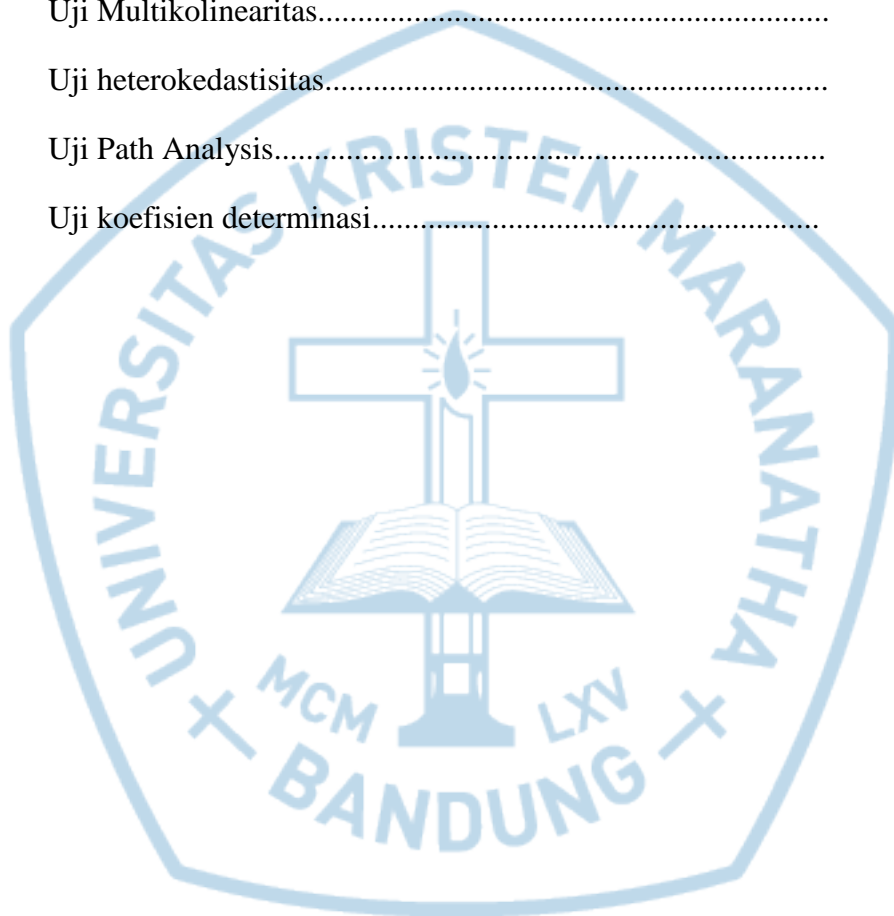 Uji Multikolinearitas................................................................
Uji heterokedastisitas...............................................................
Uji Path Analysis.....................................................................
Uji koefisien determinasi........................................................
UNIVERSITAS KRISTEN MARANATHA
MCM LXV
BANDUNG